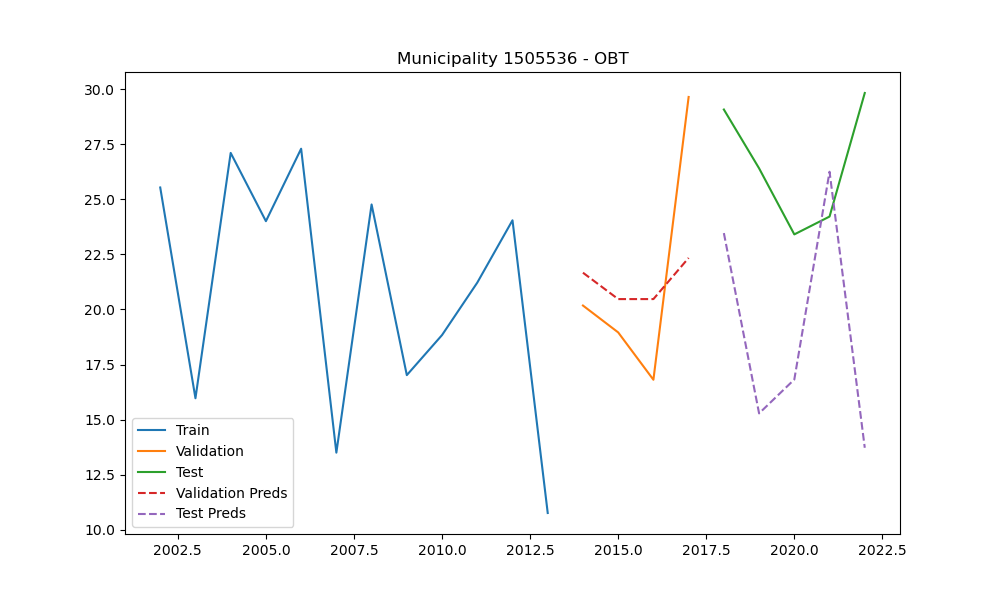 Municipality 1505536 - OBT
30.0
27.5
25.0
22.5
20.0
17.5
15.0
12.5
10.0
Train
Validation
Test
Validation Preds
Test Preds
2002.5 2005.0 2007.5 2010.0 2012.5 2015.0 2017.5 2020.0 2022.5